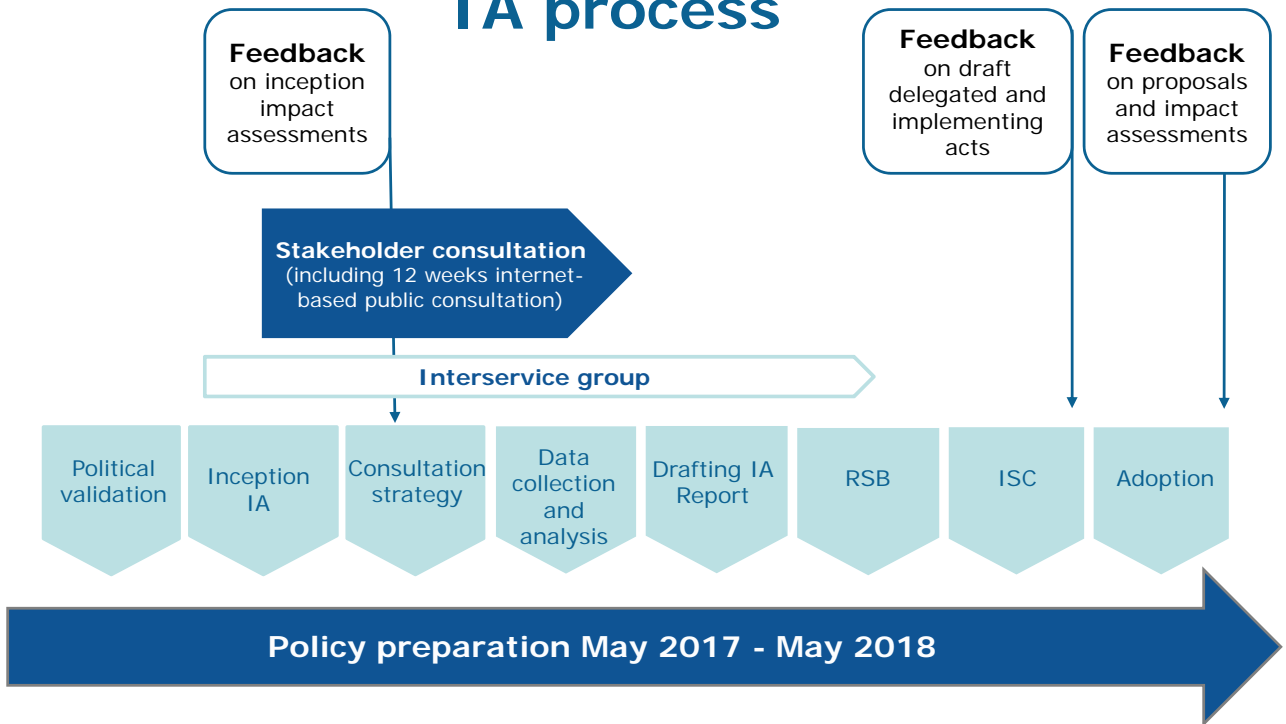 IA process
Feedback
on inception
impact
assessments
Feedback
on draft
delegated and
implementing
acts
Feedback
on proposals
and impact
assessments
Stakeholder consultation
(including 12 weeks internet-
based public consultation)
Interservice group
Political
validation
Inception
IA
Consultation
strategy
Data
collection
and
analysis
Drafting IA
Report
RSB
ISC
Adoption
Policy preparation May 2017 - May 2018